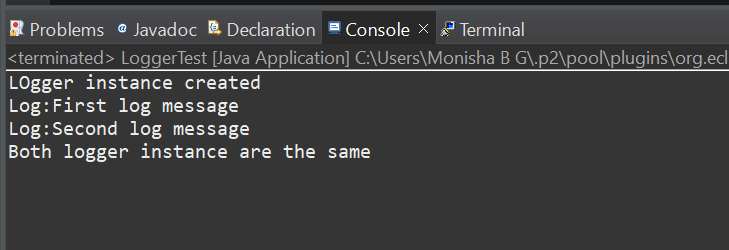 Problems Javadoc Declaration Console Terminal
<terminated> LoggerTest [Java Application] C:\Users\Monisha B G\.p2\pool\plugins\org.ecl
LOgger instance created
Log:First log message
Log:Second log message
Both logger instance are the same